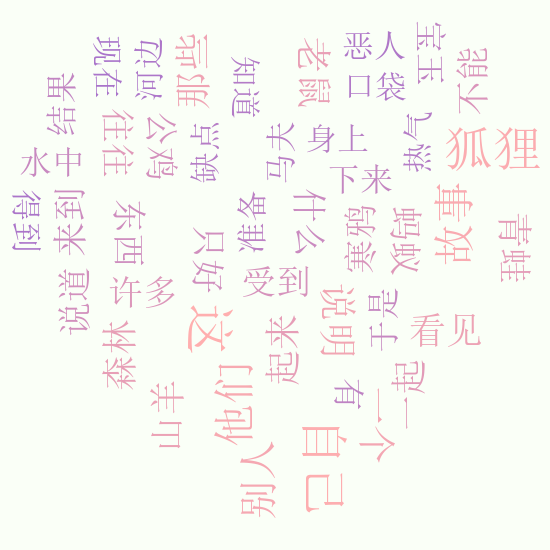 现在
河边
那些
知道
老鼠
恶人
宝玉
不能
口袋
结果
往往
公鸡
缺点
马夫
身上
热气
狐狸
水中
下来
得到
来到
东西
只好
准备
什么
寒鸦
蚂蚁
故事
青蛙
说道
许多
受到
这
起来
说明
于是
看见
森林
山羊
他们
有
一起
别人
自己
一个